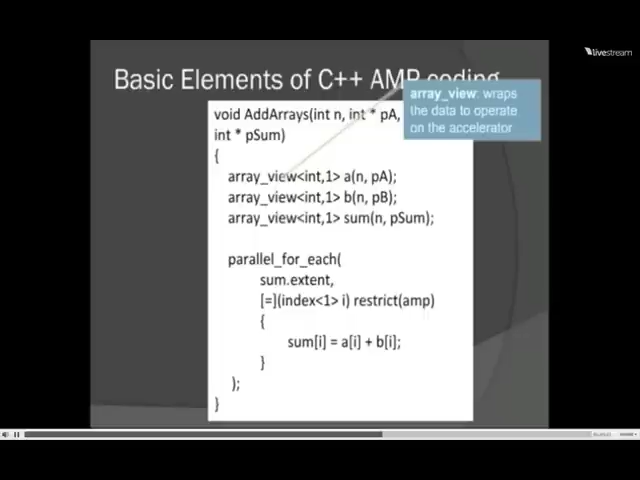 livestream
Basic Elements of C++ AMP coding
array_view: wraps
the data to operate
on the accelerator
void AddArrays(int n, int * pA,
int * pSum)
{
array_view<int,1> a(n, pA);
array_view<int,1> b(n, pB);
array_view<int,1> sum(n, pSum);
parallel_for_each(
sum.extent,
[=](index<1> i) restrict(amp)
{
sum[i] = a[i] + b[i];
}
);
}